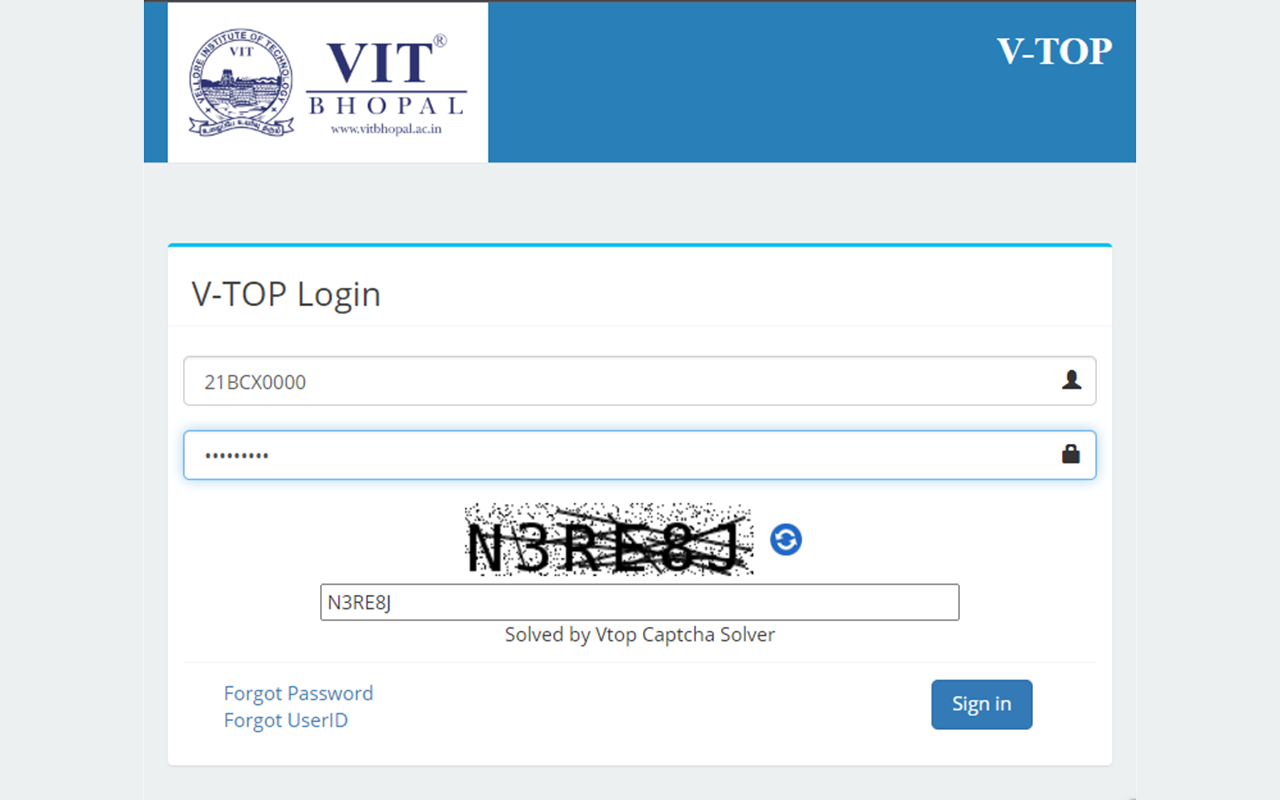 VELLORE INSTITUTE OF TECHNOLOGY
VIT
VIT®
BHOPAL
www.vitbhopal.ac.in
V-TOP
V-TOP Login
21BCX0000
•••••••••
N3RE8J
N3RE8J
Solved by Vtop Captcha Solver
Forgot Password
Forgot UserID
Sign in